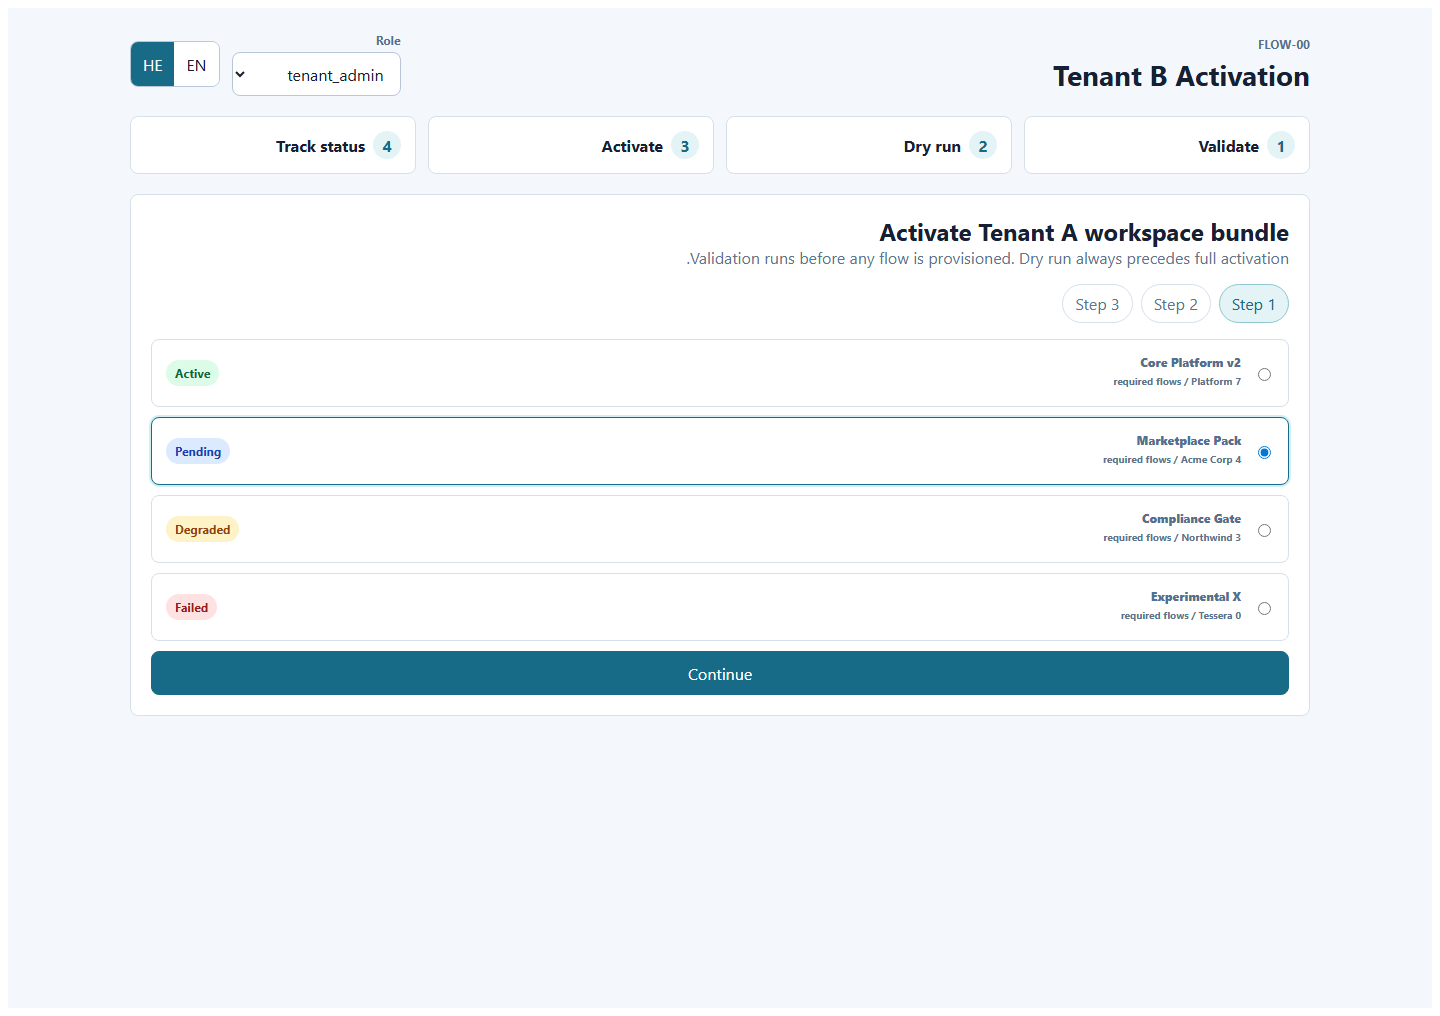 FLOW-00
Tenant B Activation
Role
tenant_admin
HE EN
1 Validate
2 Dry run
3 Activate
4 Track status
Activate Tenant A workspace bundle
.Validation runs before any flow is provisioned. Dry run always precedes full activation
Step 1
Step 2
Step 3
Core Platform v2
required flows / Platform 7
Active
Marketplace Pack
required flows / Acme Corp 4
Pending
Compliance Gate
required flows / Northwind 3
Degraded
Experimental X
required flows / Tessera 0
Failed
Continue